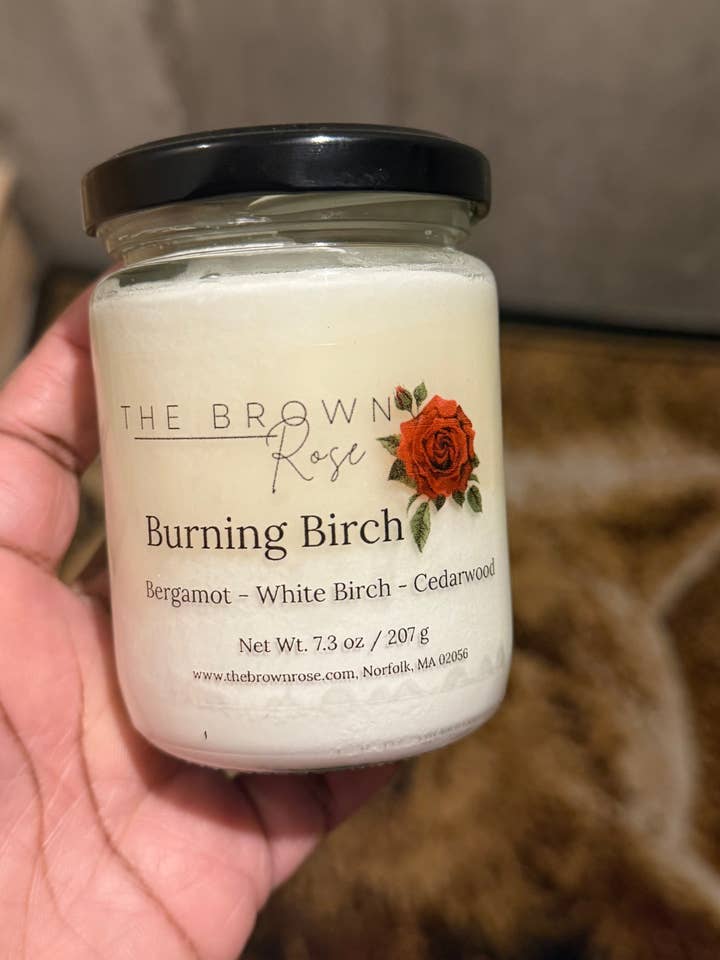 THE BROWN
Rose
Burning Birch
Bergamot - White Birch - Cedarwood
Net Wt. 7.3 oz / 207 g
www.thebrownrose.com, Norfolk, MA 02056